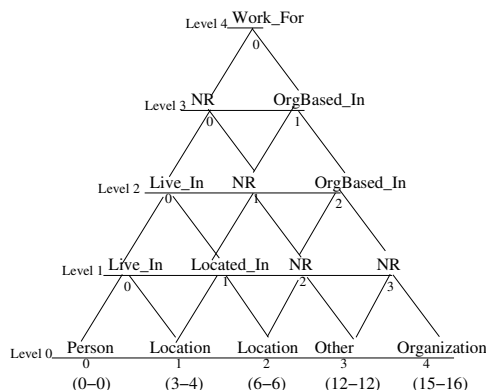 Level 4 Work_For
0
Level 3 NR OrgBased_In
0 1
Level 2 Live_In NR OrgBased_In
0 1 2
Level 1 Live_In Located_In NR NR
0 1 2 3
Level 0 Person Location Location Other Organization
0 1 2 3 4
(0−0) (3−4) (6−6) (12−12) (15−16)